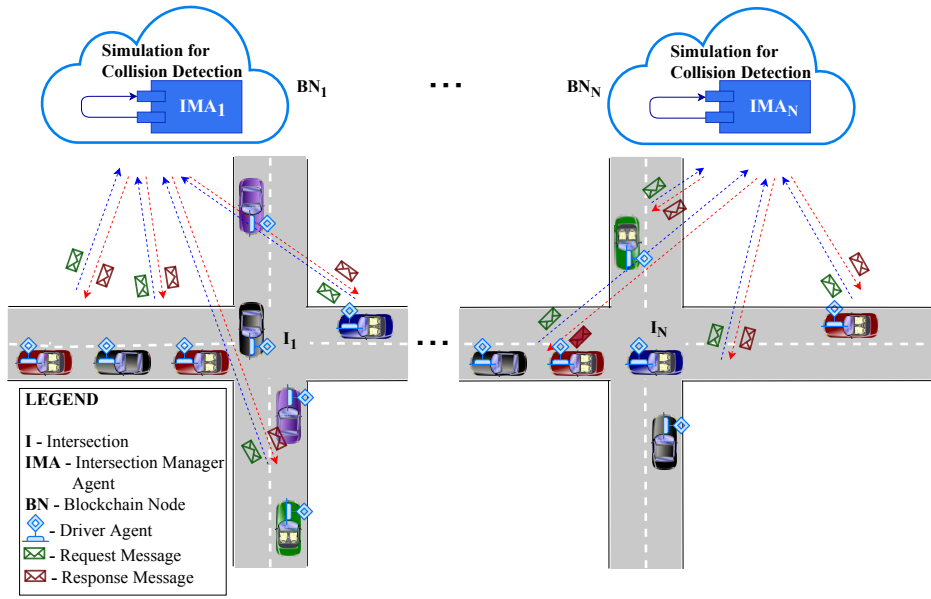 Simulation for
Collision Detection
IMA1
BN1
...
BNN
Simulation for
Collision Detection
IMAN
I1
...
IN
LEGEND
I - Intersection
IMA - Intersection Manager
Agent
BN - Blockchain Node
- Driver Agent
- Request Message
- Response Message